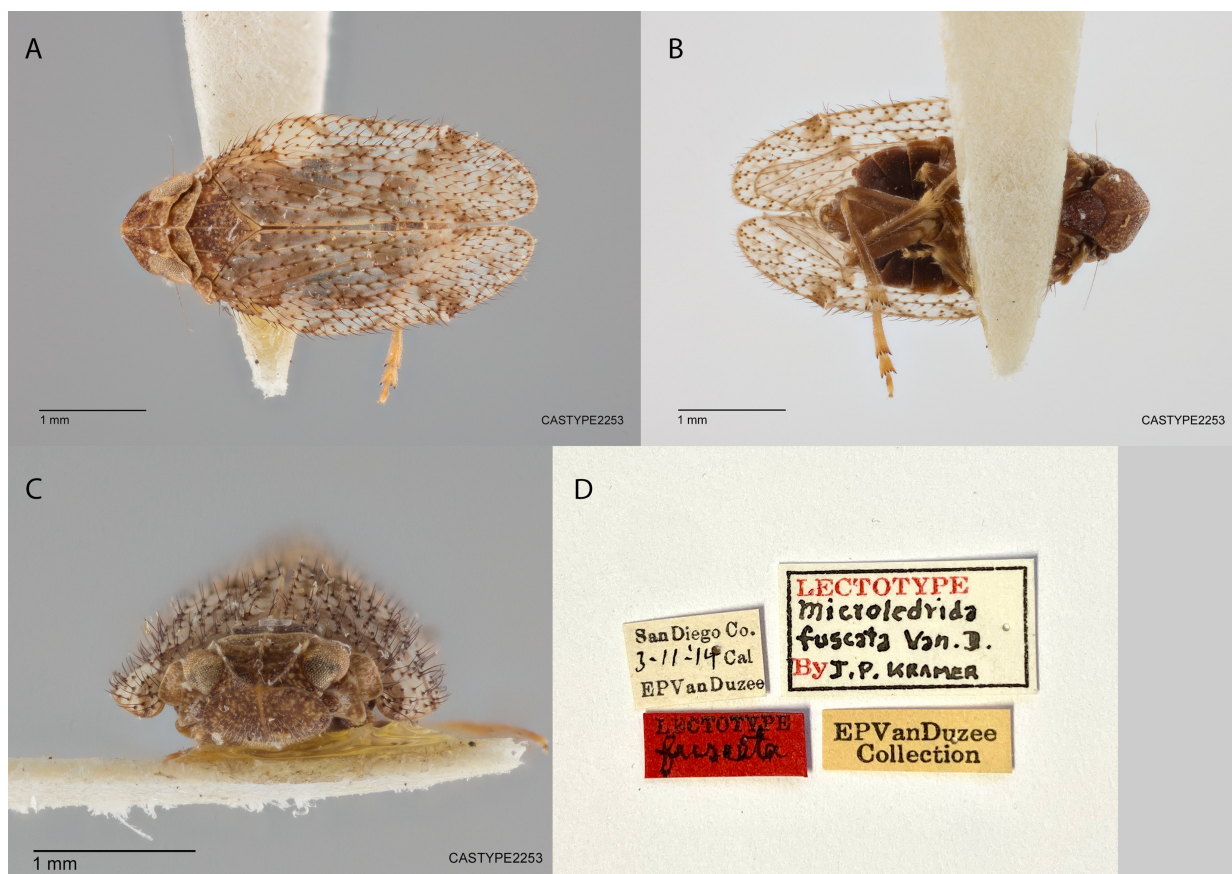 A
1 mm
CASTYPE2253
B
1 mm
CASTYPE2253
C
1 mm
CASTYPE2253
D
San Diego Co.
3-11-'14 Cal
EPVanDuzee
LECTOTYPE
microledrida
fuscata Van.D.
By J.P. KRAMER
LECTOTYPE
fuscata
EPVanDuzee
Collection